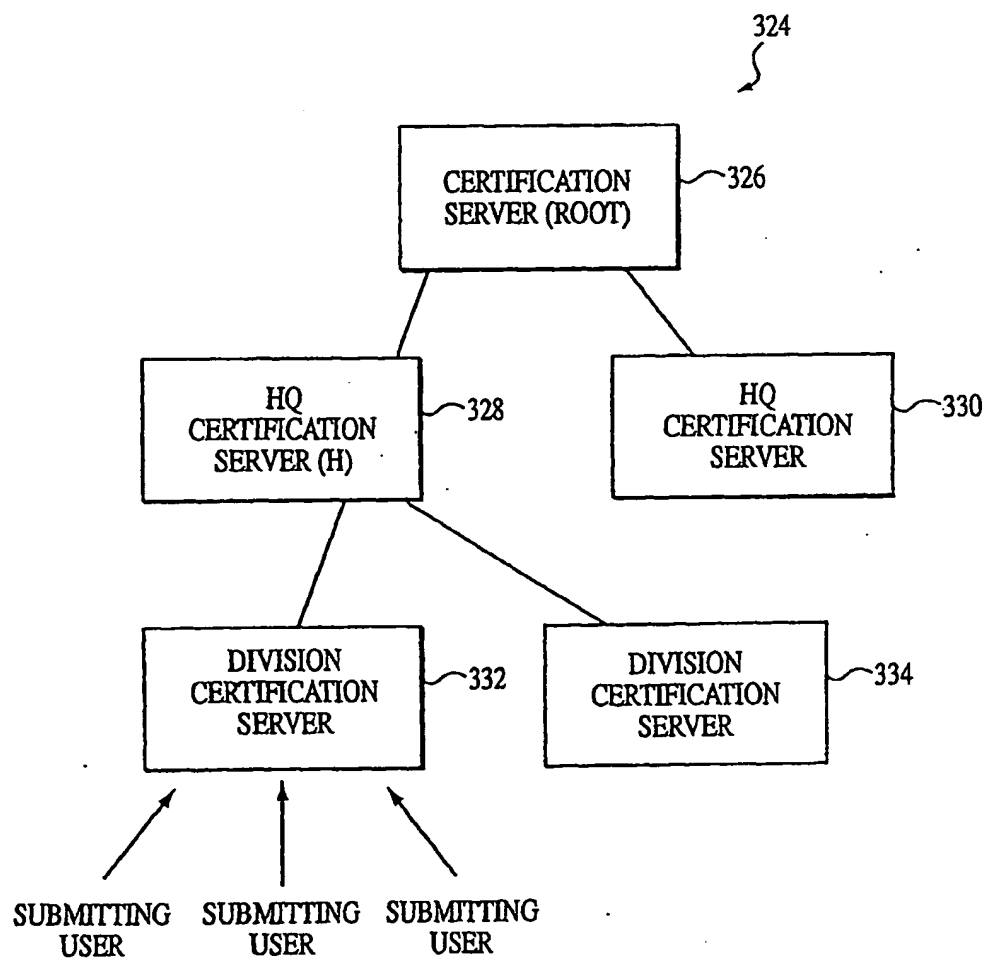 324
CERTIFICATION
SERVER (ROOT)
326
HQ
CERTIFICATION
SERVER (H)
328
HQ
CERTIFICATION
SERVER
330
DIVISION
CERTIFICATION
SERVER
332
DIVISION
CERTIFICATION
SERVER
334
SUBMITTING
USER
SUBMITTING
USER
SUBMITTING
USER